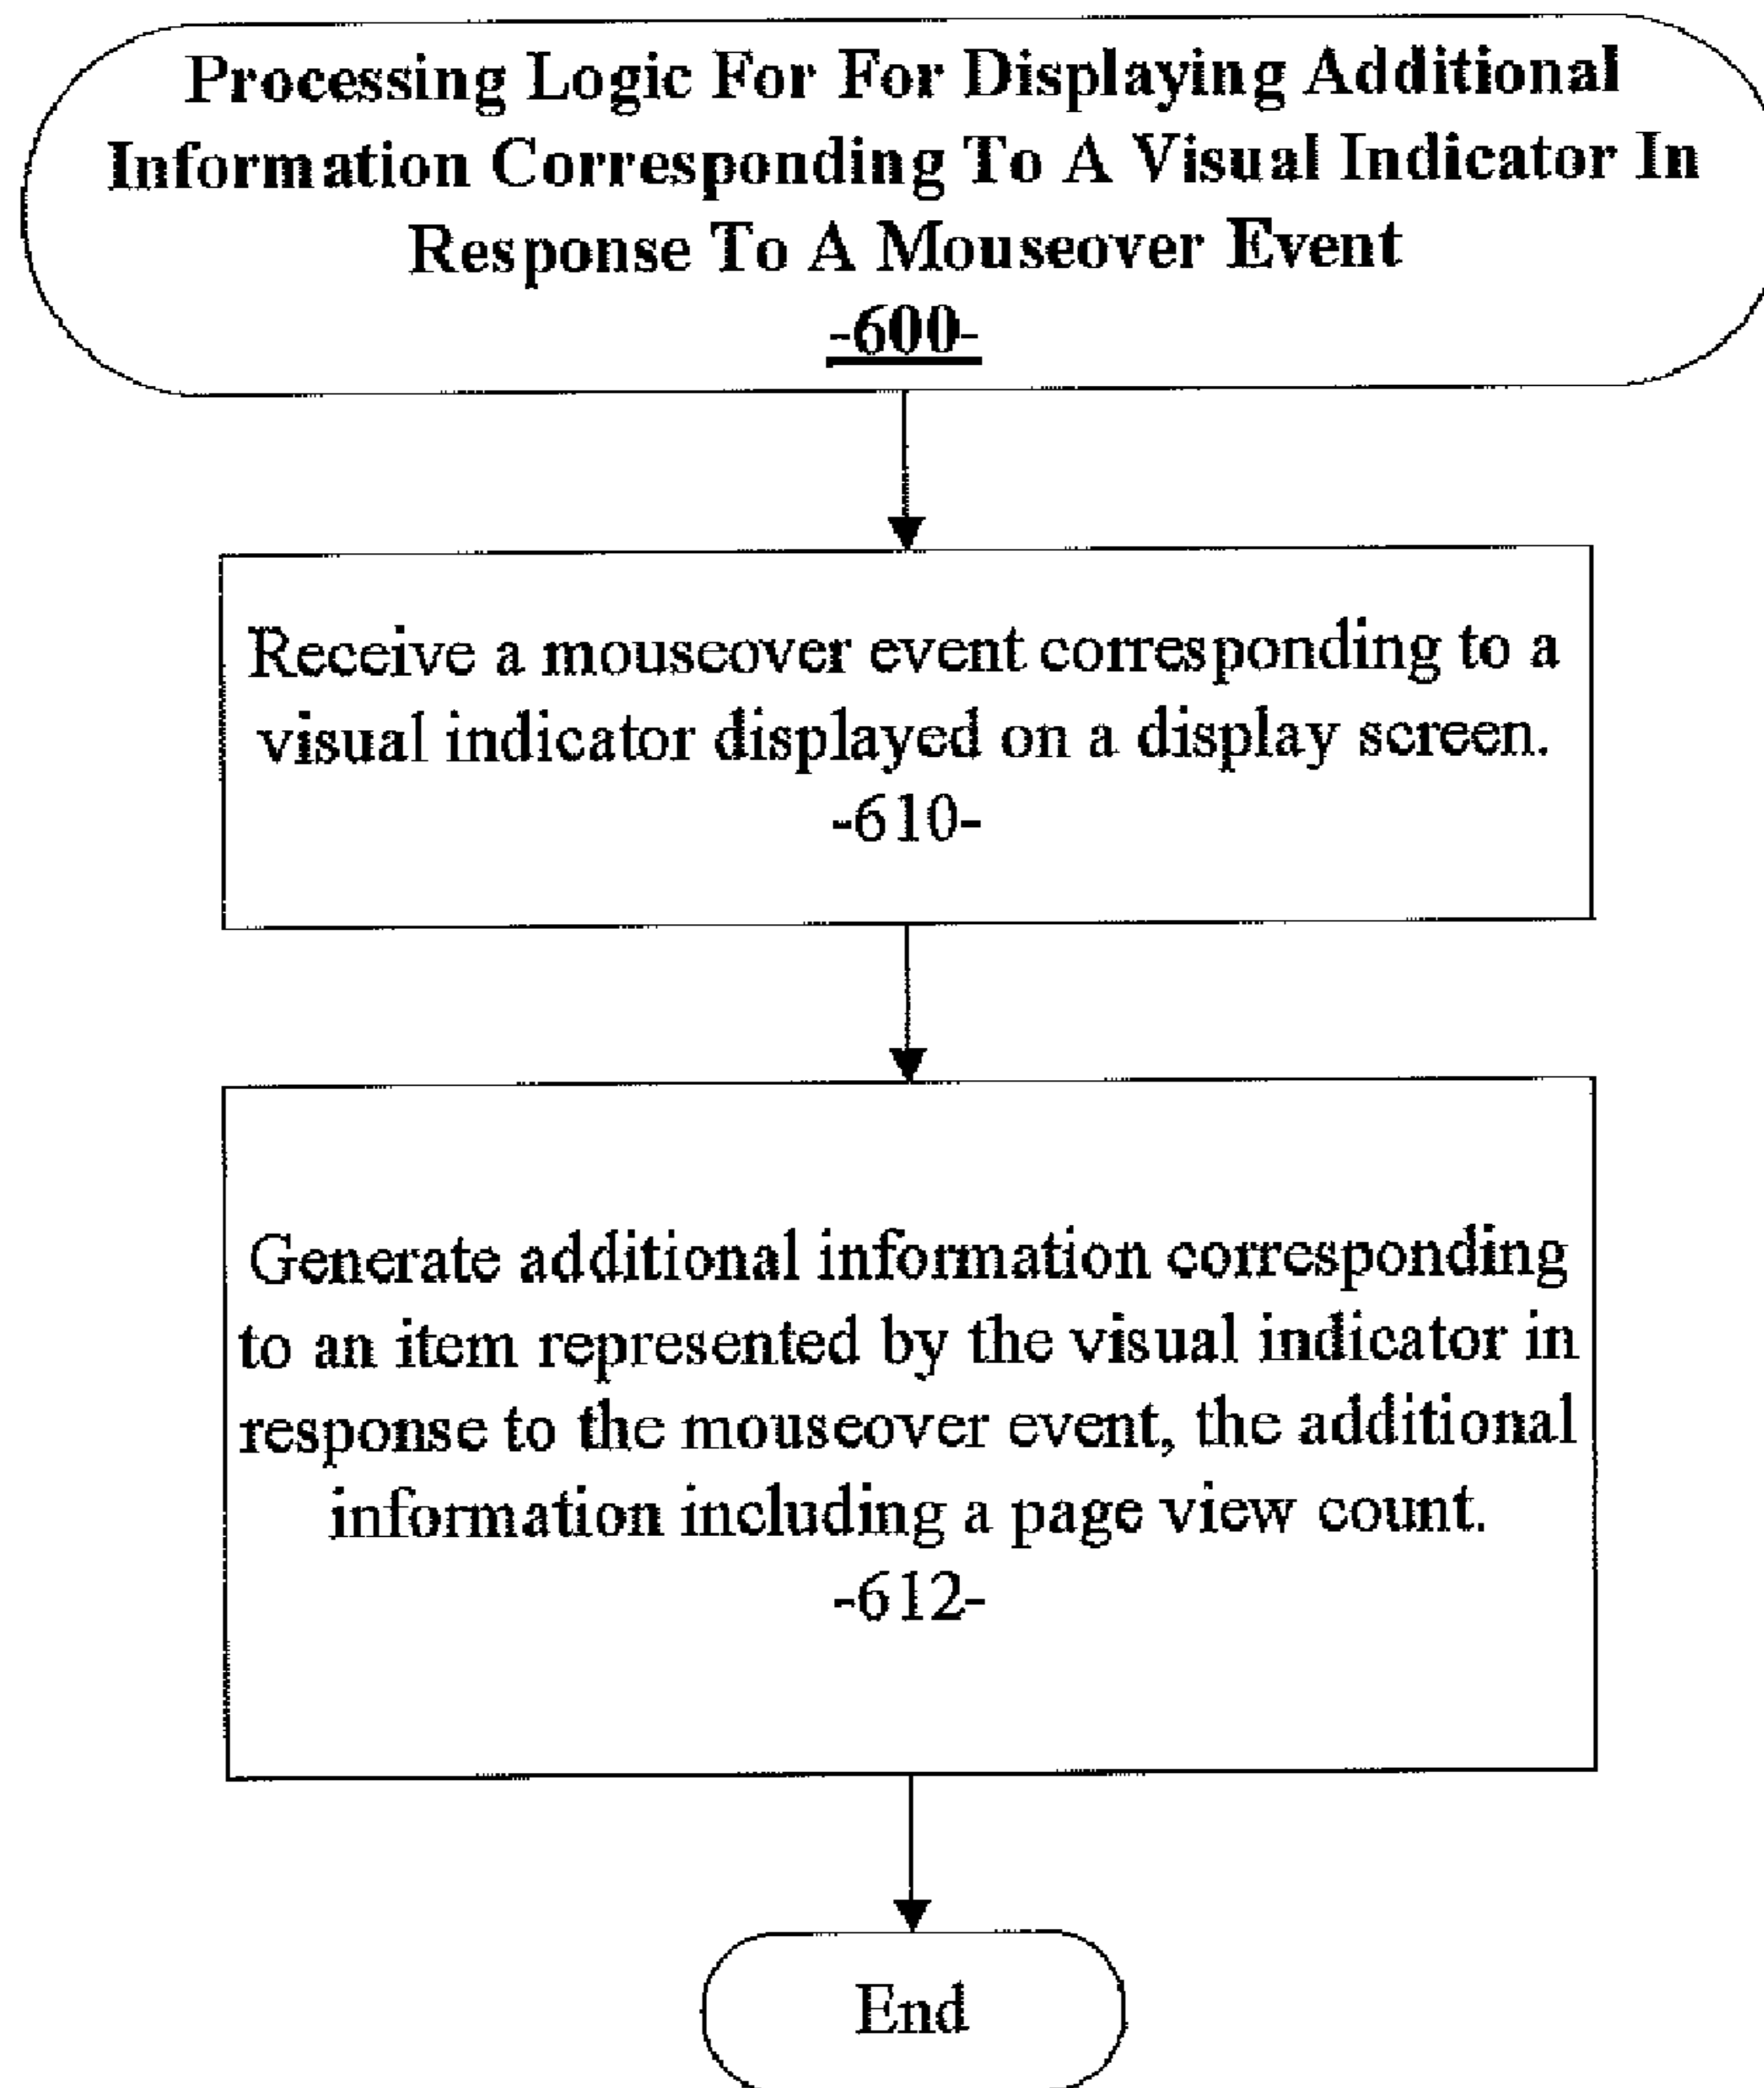 Processing Logic For For Displaying Additional
Information Corresponding To A Visual Indicator In
Response To A Mouseover Event
-600-
Receive a mouseover event corresponding to a
visual indicator displayed on a display screen.
-610-
Generate additional information corresponding
to an item represented by the visual indicator in
response to the mouseover event, the additional
information including a page view count.
-612-
End